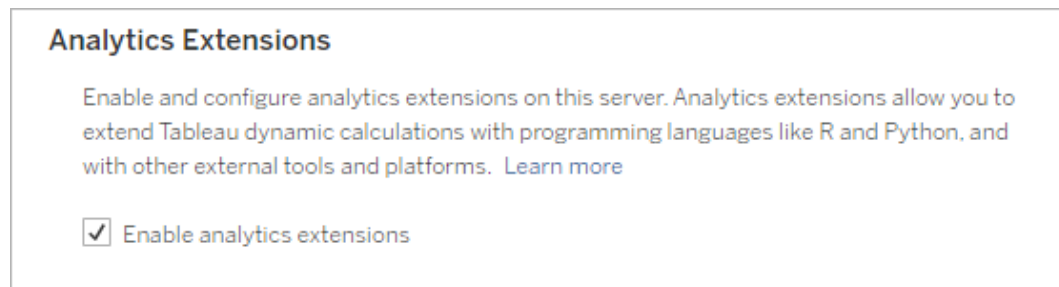 Analytics Extensions
Enable and configure analytics extensions on this server. Analytics extensions allow you to
extend Tableau dynamic calculations with programming languages like R and Python, and
with other external tools and platforms. Learn more
Enable analytics extensions